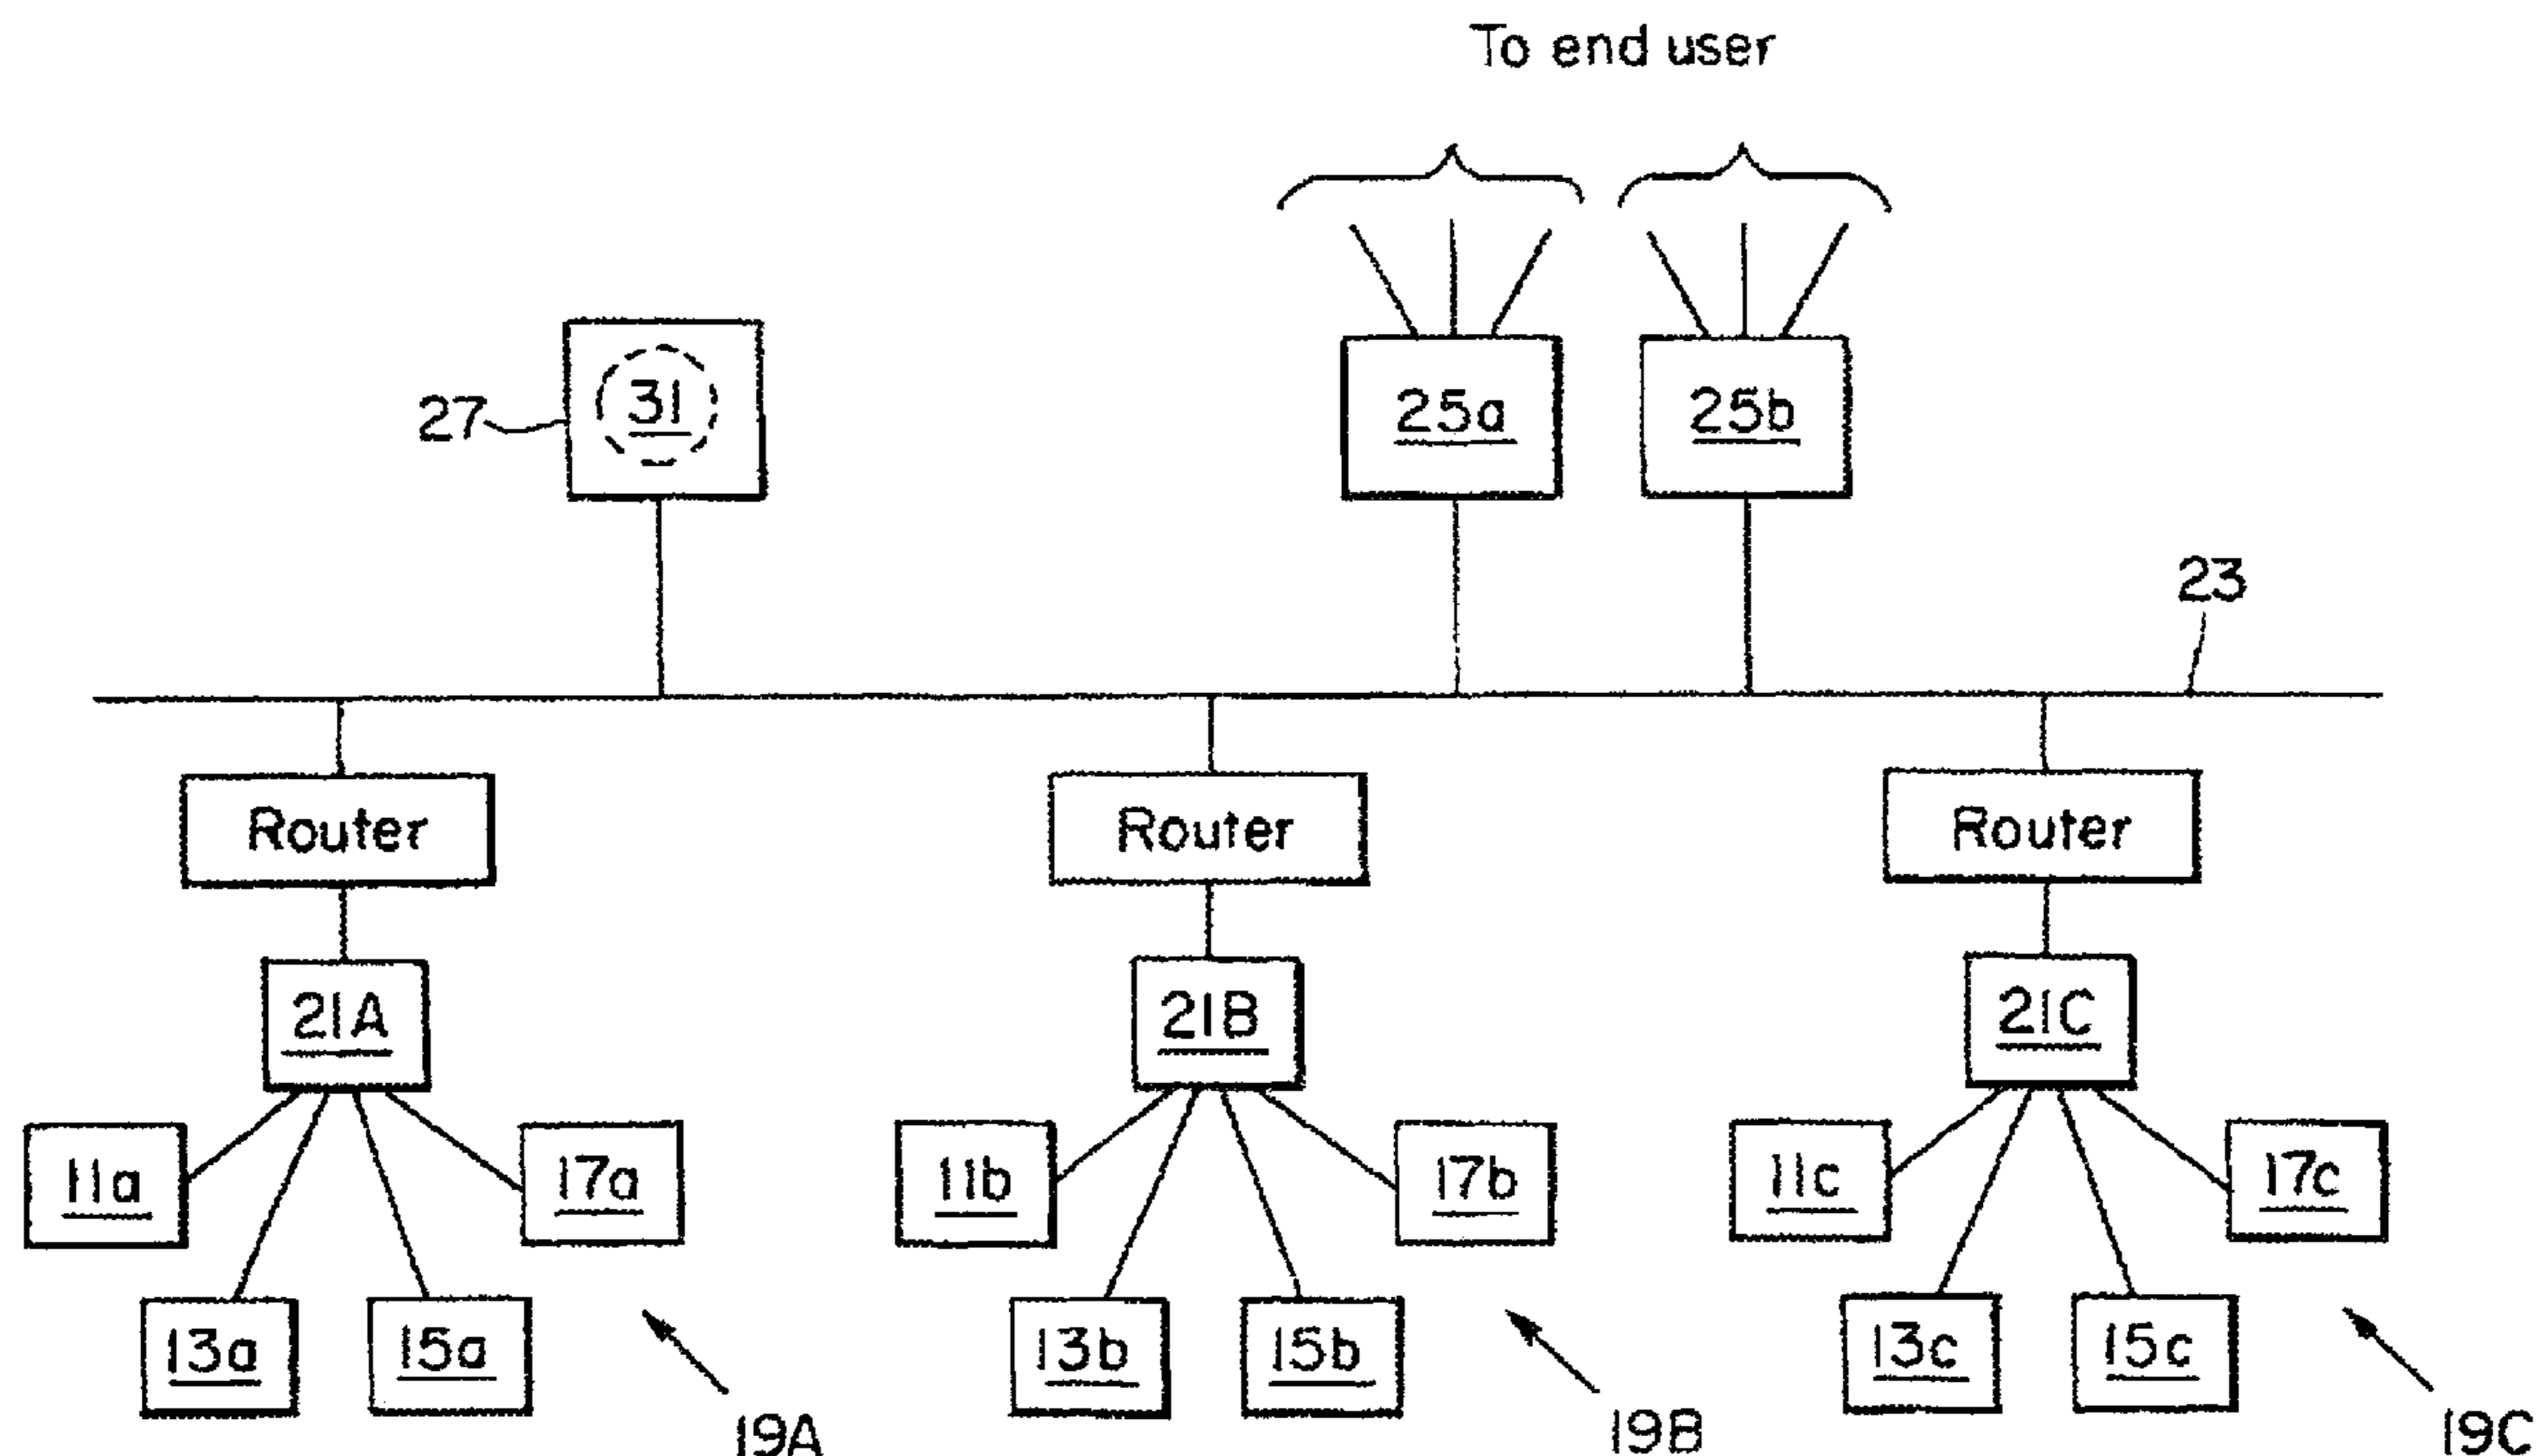 To end user
27
31
25a
25b
23
Router
Router
Router
21A
21B
21C
11a
17a
11b
17b
11c
17c
13a
15a
13b
15b
13c
15c
19A
19B
19C